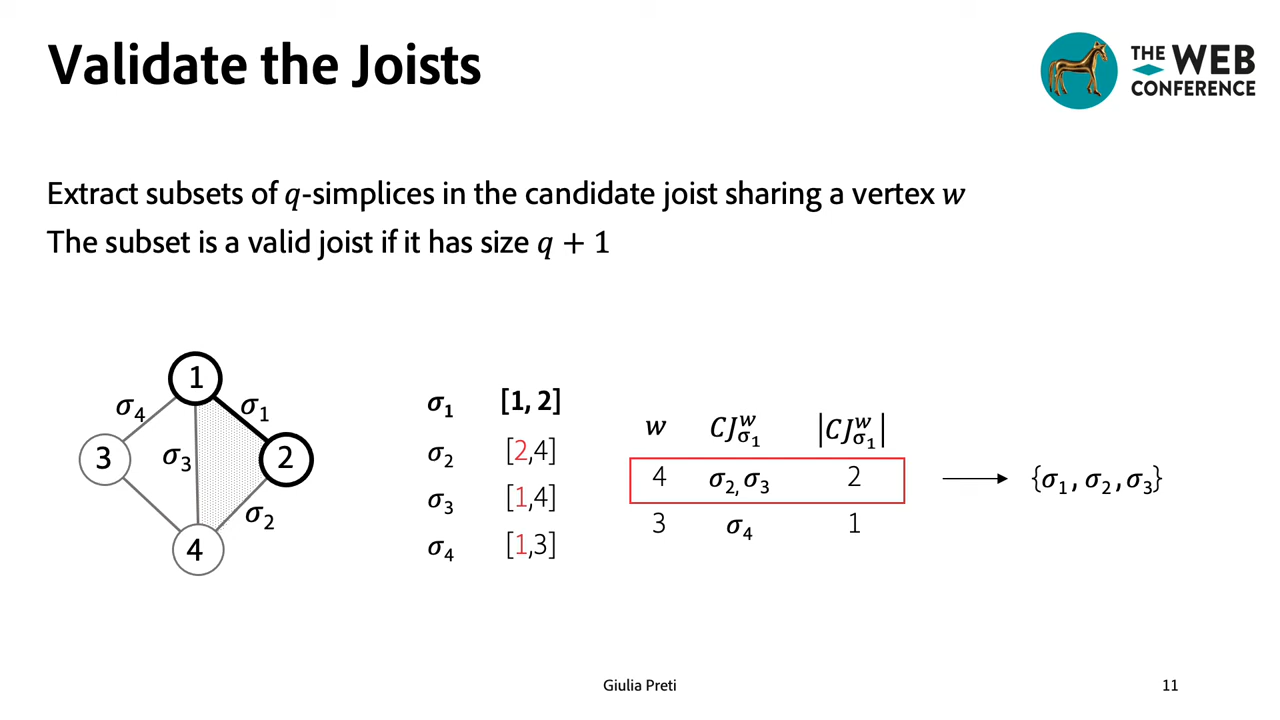 Validate the Joists
THE WEB
CONFERENCE
Extract subsets of q-simplices in the candidate joist sharing a vertex w
The subset is a valid joist if it has size q + 1
1
σ4
σ1
3
σ3
2
σ2
4
σ1 [1, 2]
σ2 [2,4]
σ3 [1,4]
σ4 [1,3]
w CJ^w_σ1 |CJ^w_σ1|
4 σ2, σ3 2
3 σ4 1
{σ1, σ2, σ3}
Giulia Preti
11